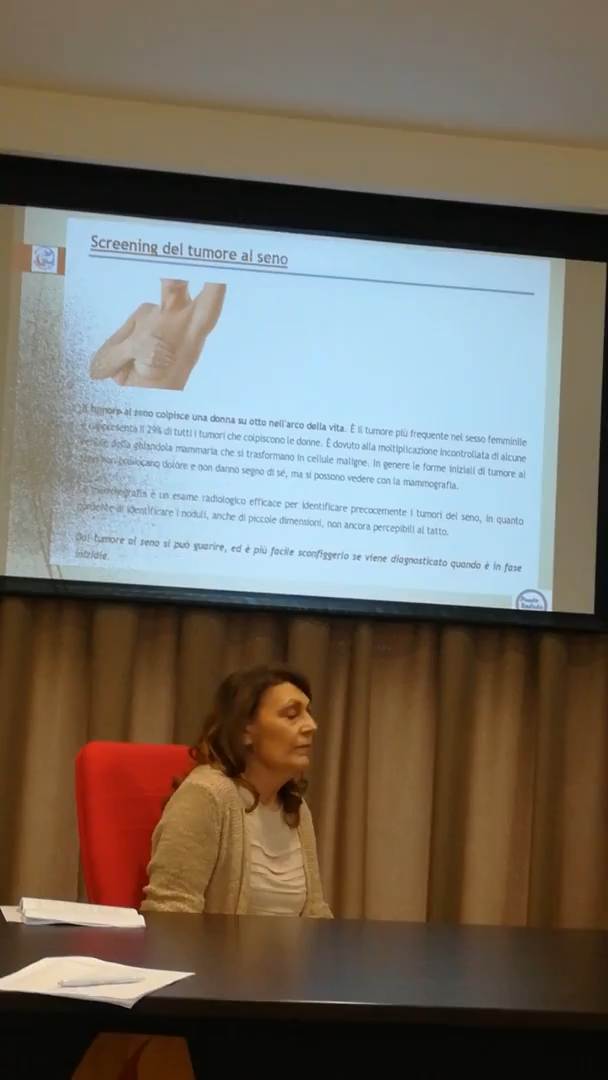 Screening del tumore al seno
Il tumore al seno colpisce una donna su otto nell'arco della vita. È il tumore più frequente nel sesso femminile
e rappresenta il 29% di tutti i tumori che colpiscono le donne. È dovuto alla moltiplicazione incontrollata di alcune
cellule della ghiandola mammaria che si trasformano in cellule maligne. In genere le forme iniziali di tumore al
seno non provocano dolore e non danno segno di sé, ma si possono vedere con la mammografia.
La mammografia è un esame radiologico efficace per identificare precocemente i tumori del seno, in quanto
consente di identificare i noduli, anche di piccole dimensioni, non ancora percepibili al tatto.
Dal tumore al seno si può guarire, ed è più facile sconfiggerlo se viene diagnosticato quando è in fase
iniziale.